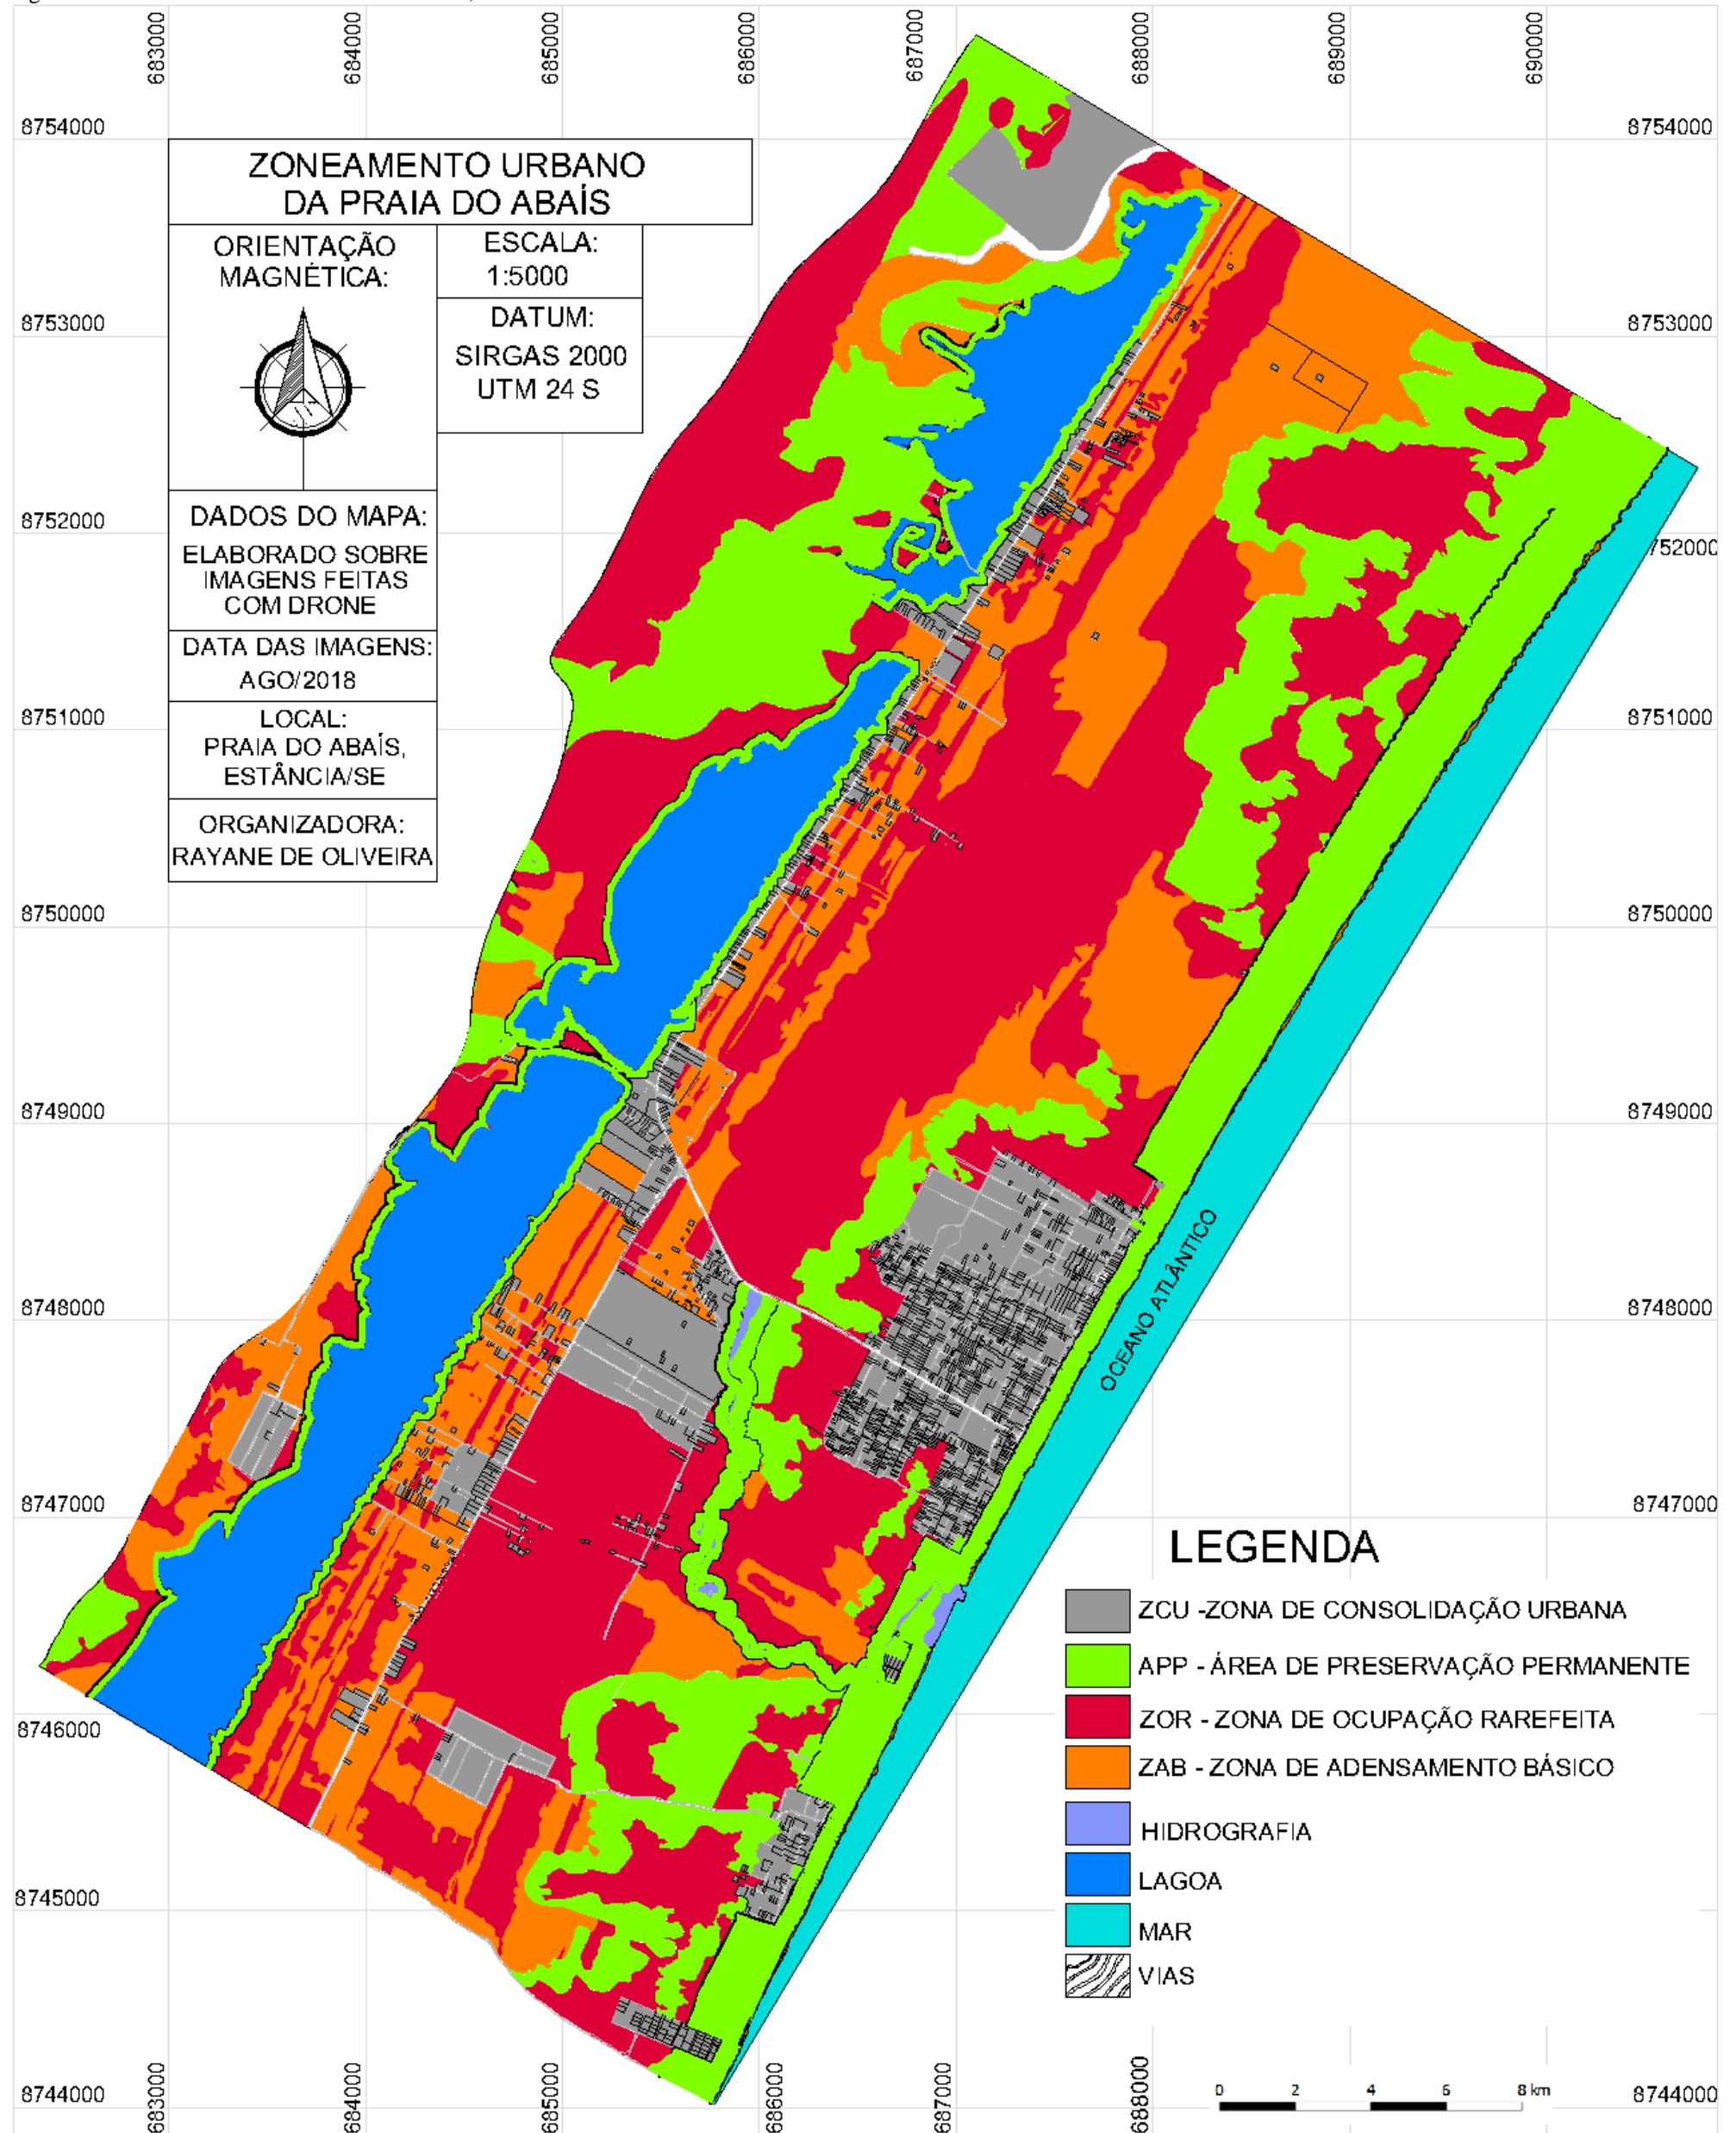 683000
684000
685000
686000
687000
688000
689000
690000
8754000
8754000
ZONEAMENTO URBANO
DA PRAIA DO ABAÍS
ORIENTAÇÃO
MAGNÉTICA:
ESCALA:
1:5000
DATUM:
SIRGAS 2000
UTM 24 S
8753000
8753000
DADOS DO MAPA:
ELABORADO SOBRE
IMAGENS FEITAS
COM DRONE
8752000
752000
DATA DAS IMAGENS:
AGO/2018
LOCAL:
PRAIA DO ABAÍS,
ESTÂNCIA/SE
8751000
8751000
ORGANIZADORA:
RAYANE DE OLIVEIRA
8750000
8750000
8749000
8749000
OCEANO ATLÂNTICO
8748000
8748000
8747000
8747000
LEGENDA
ZCU -ZONA DE CONSOLIDAÇÃO URBANA
APP - ÁREA DE PRESERVAÇÃO PERMANENTE
ZOR - ZONA DE OCUPAÇÃO RAREFEITA
ZAB - ZONA DE ADENSAMENTO BÁSICO
HIDROGRAFIA
LAGOA
MAR
VIAS
8746000
8745000
8744000
8744000
683000
684000
685000
686000
687000
688000
0 2 4 6 8 km